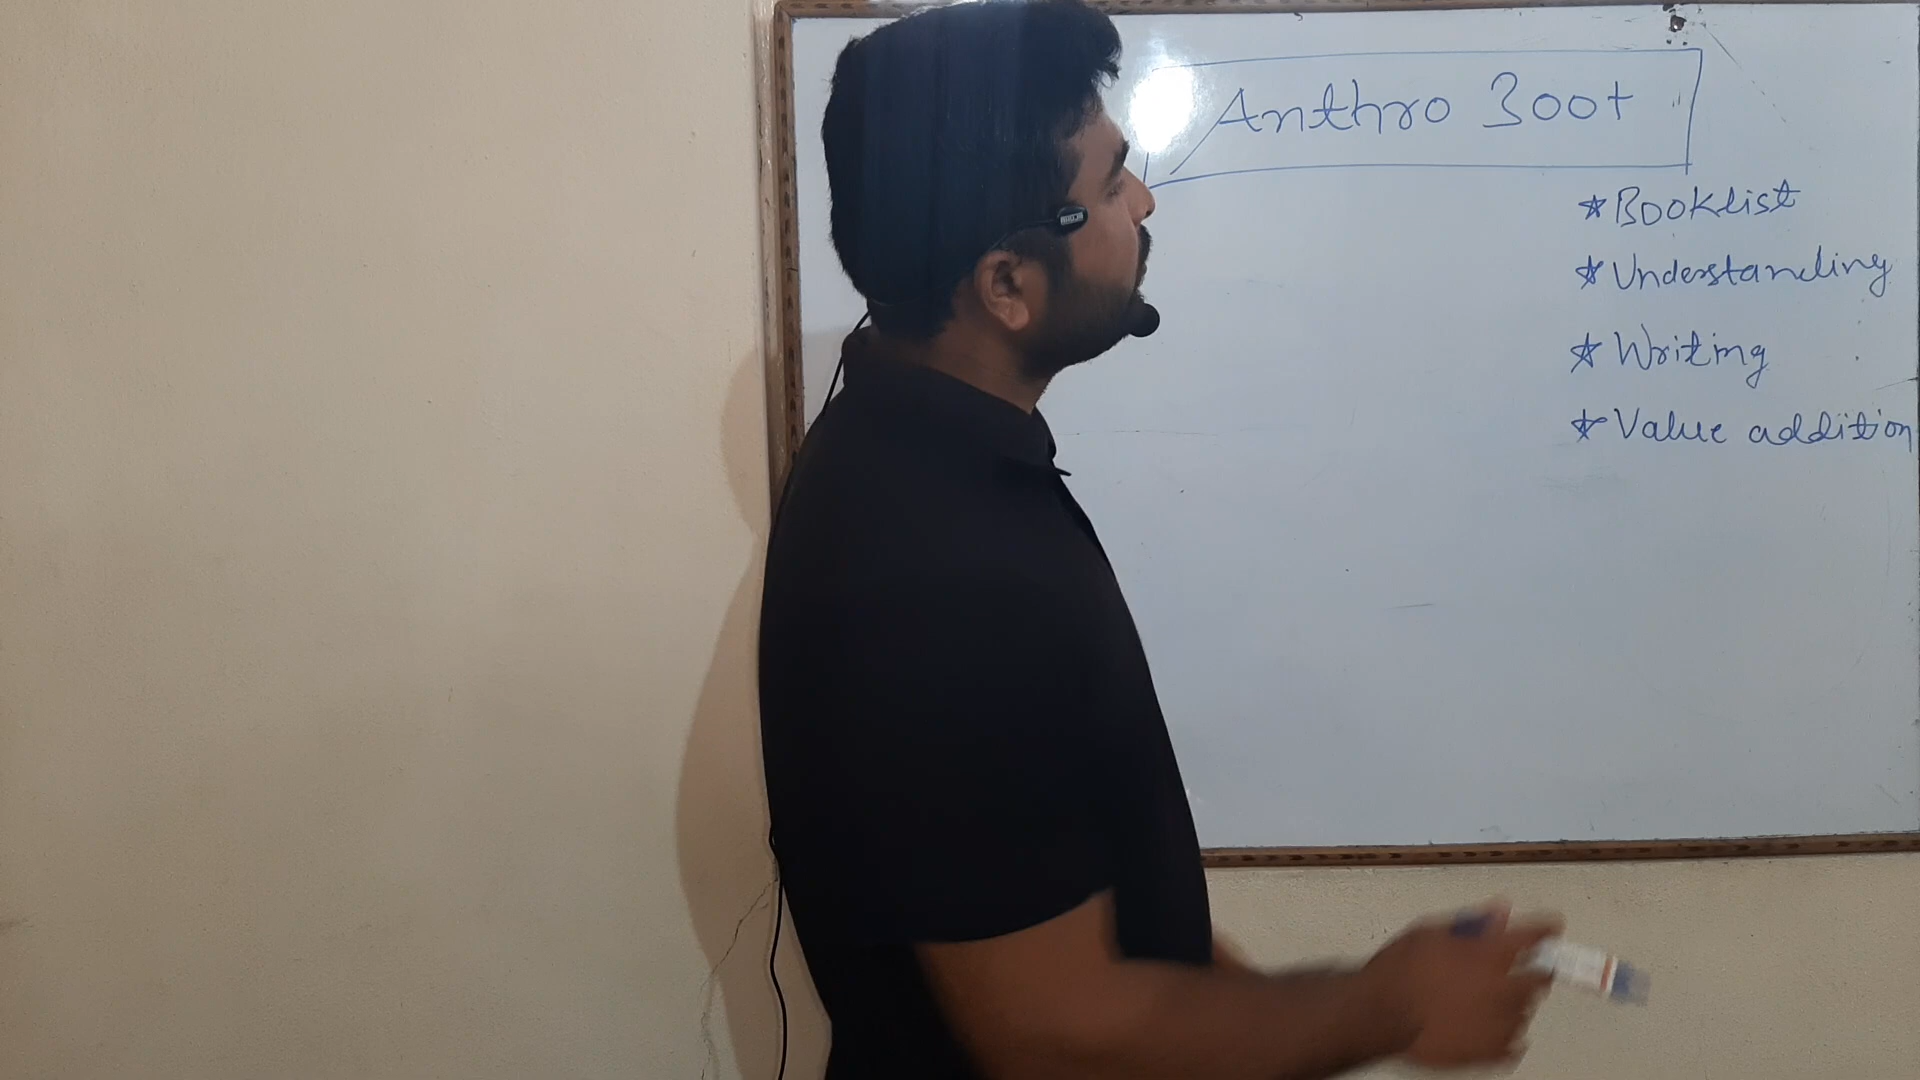 Anthro 300+
* Booklist
* Understanding
* Writing
* Value addition